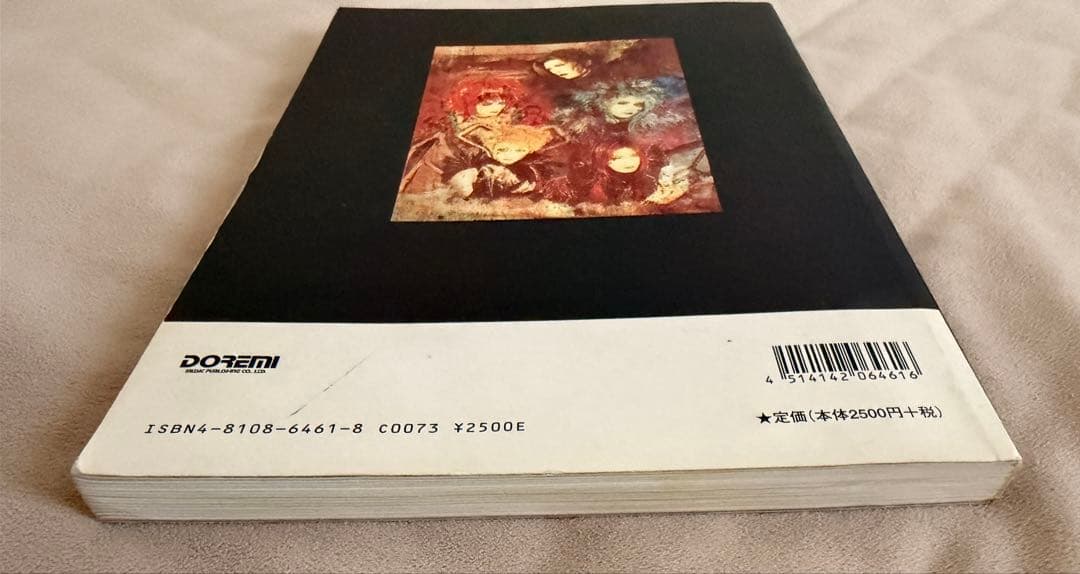 DOREMI
MUSIC PUBLISHING CO., LTD.
4 514142 064616
★定価(本体2500円+税)
ISBN4-8108-6461-8 C0073 ¥2500E